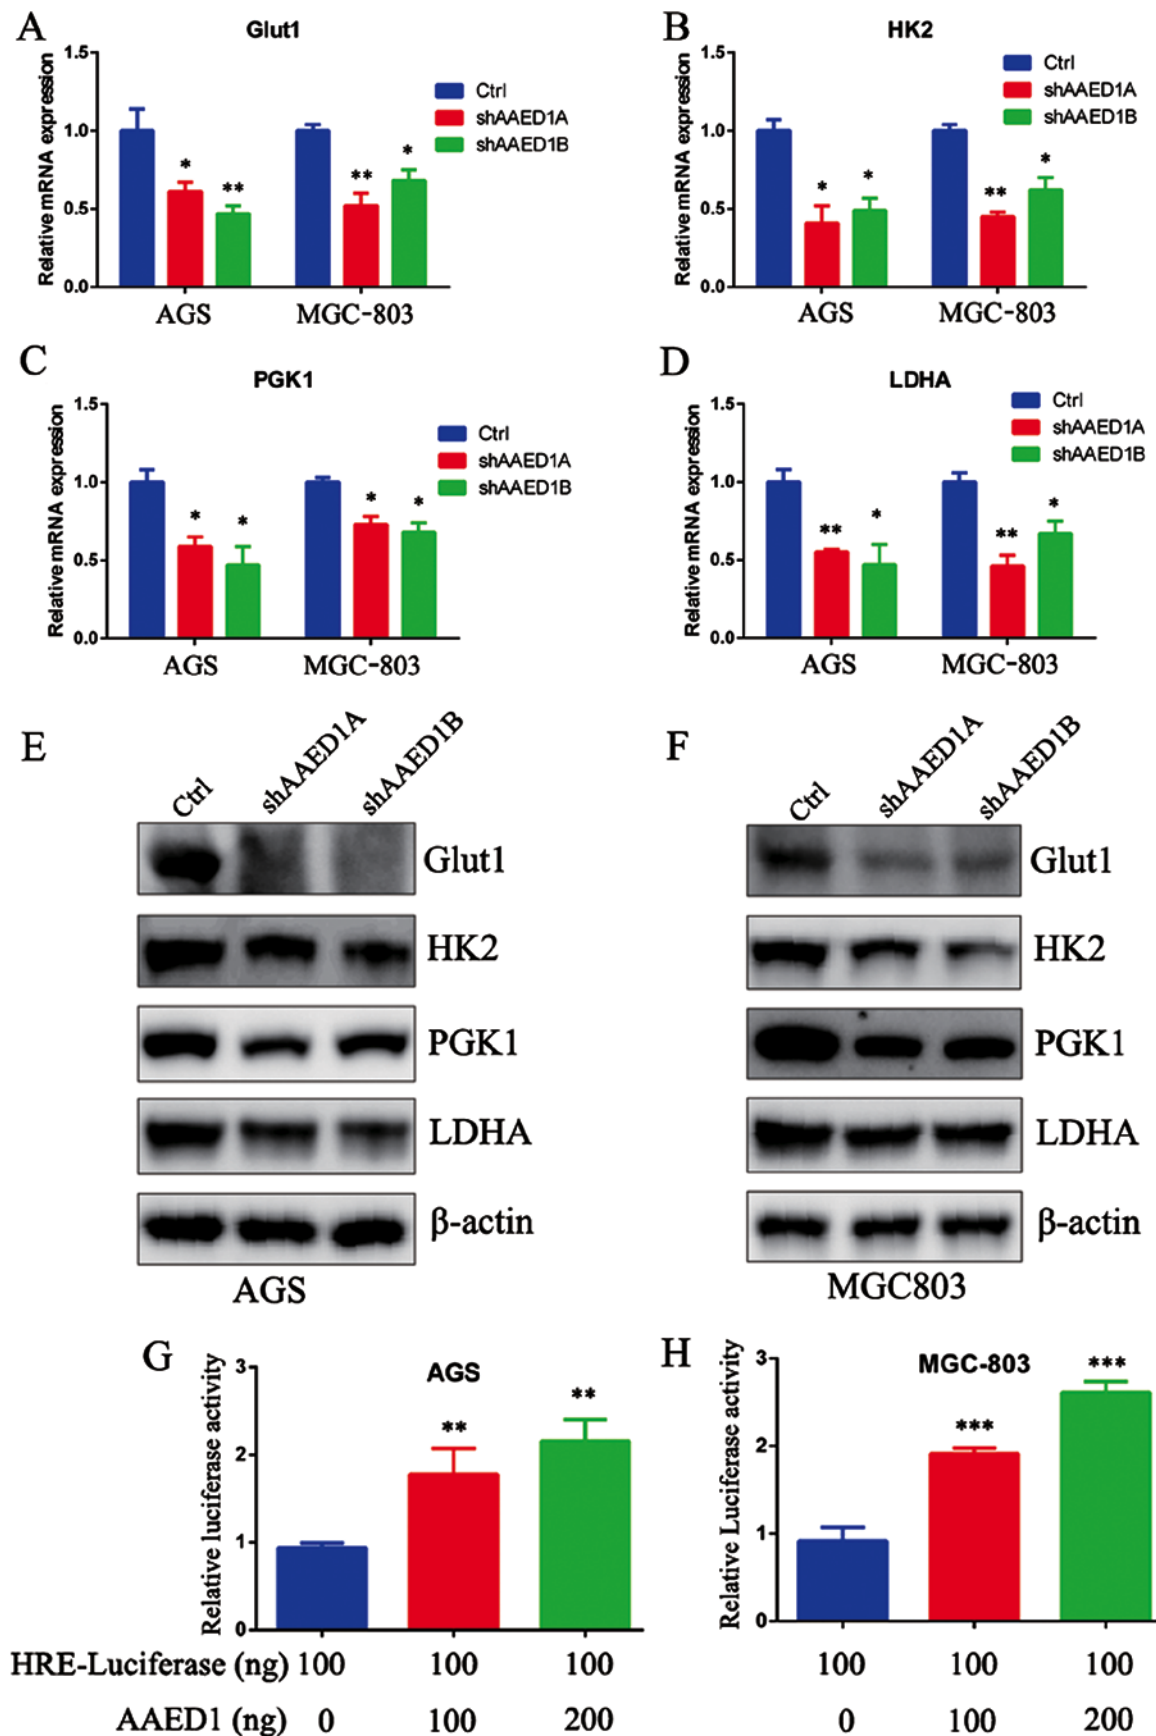 A
Glut1
Relative mRNA expression
1.5
1.0
0.5
0.0
Ctrl
shAAED1A
shAAED1B
* ** ** *
AGS MGC-803
B
HK2
Relative mRNA expression
1.5
1.0
0.5
0.0
Ctrl
shAAED1A
shAAED1B
* * ** *
AGS MGC-803
C
PGK1
Relative mRNA expression
1.5
1.0
0.5
0.0
Ctrl
shAAED1A
shAAED1B
* * * *
AGS MGC-803
D
LDHA
Relative mRNA expression
1.5
1.0
0.5
0.0
Ctrl
shAAED1A
shAAED1B
** * ** *
AGS MGC-803
E
Ctrl shAAED1A shAAED1B
Glut1
HK2
PGK1
LDHA
β-actin
AGS
F
Ctrl shAAED1A shAAED1B
Glut1
HK2
PGK1
LDHA
β-actin
MGC803
G
AGS
Relative luciferase activity
3
2
1
0
** **
H
MGC-803
Relative Luciferase activity
3
2
1
0
*** ***
HRE-Luciferase (ng) 100 100 100 100 100 100
AAED1 (ng) 0 100 200 0 100 200